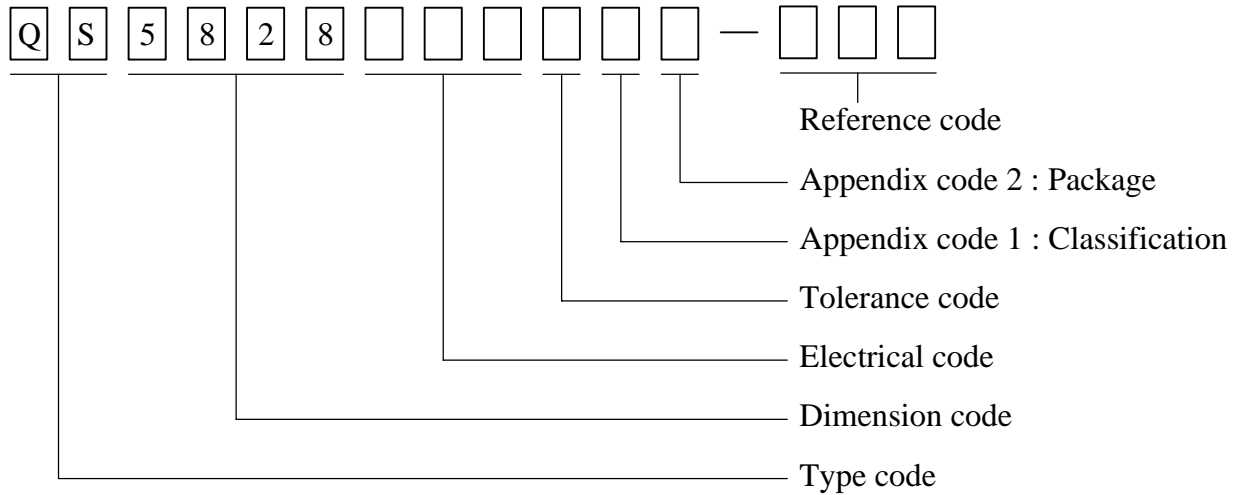 Q S 5 8 2 8 —
Reference code
Appendix code 2 : Package
Appendix code 1 : Classification
Tolerance code
Electrical code
Dimension code
Type code